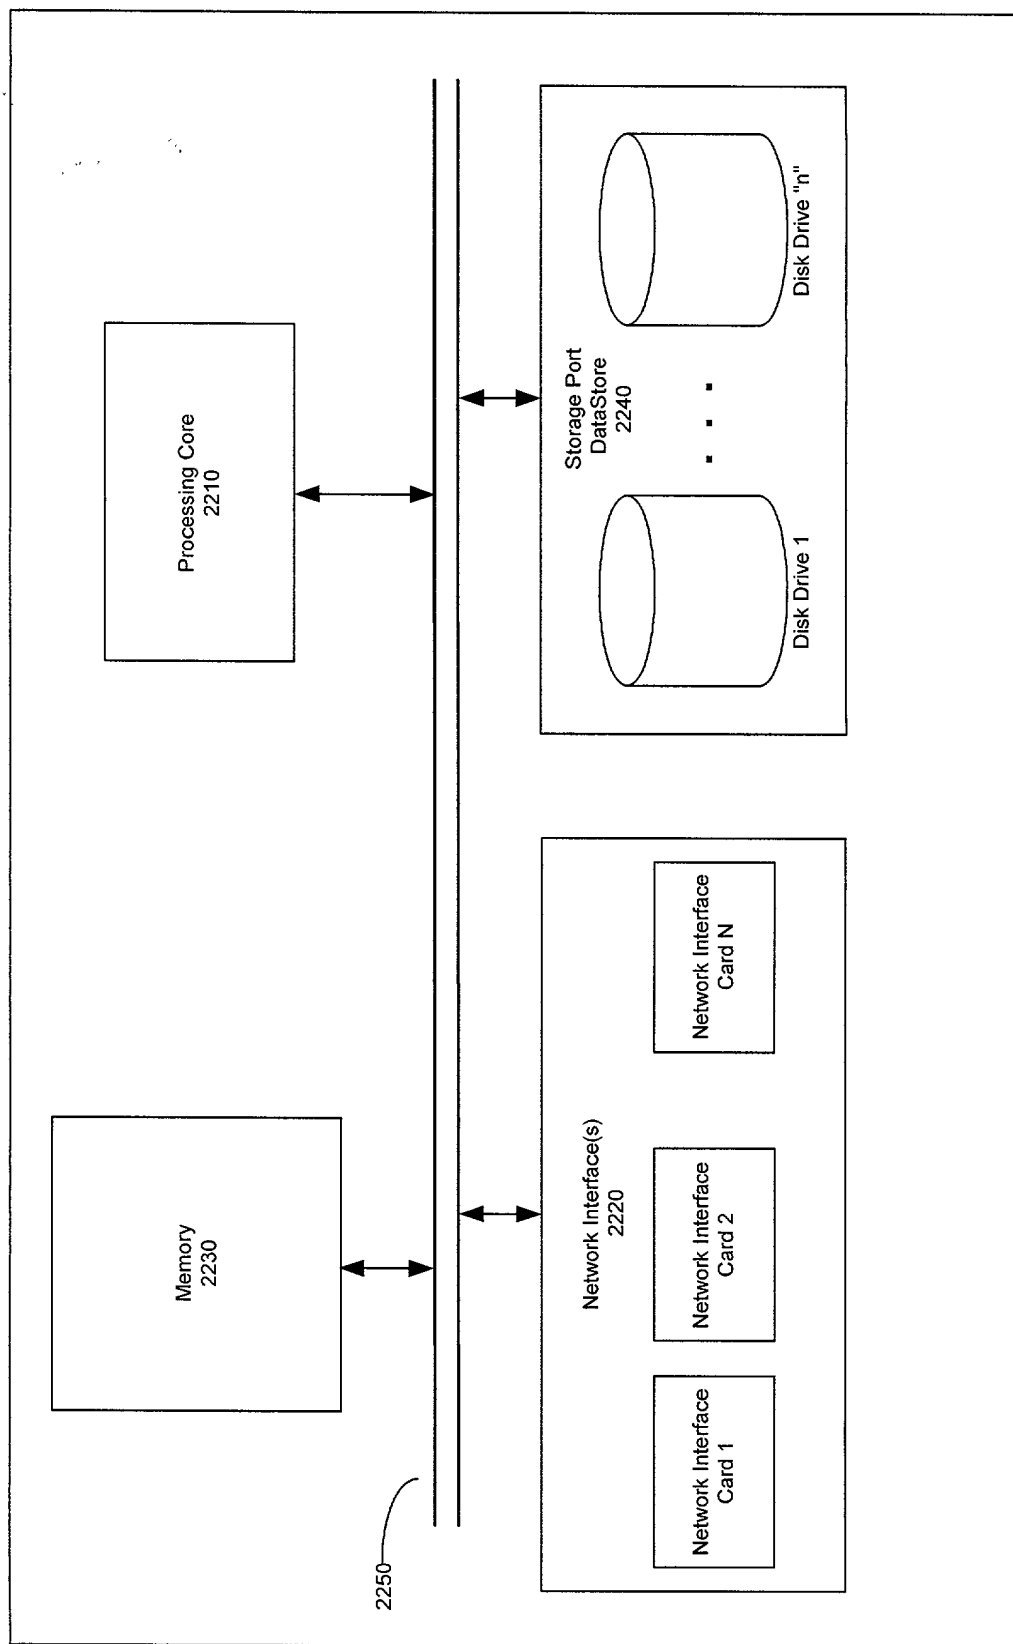 Memory
2230
Processing Core
2210
2250
Network Interface(s)
2220
Network Interface
Card 1
Network Interface
Card 2
Network Interface
Card N
Storage Port
DataStore
2240
Disk Drive 1
. . .
Disk Drive "n"